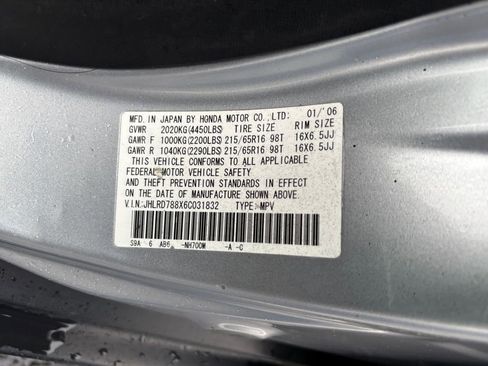 MFD. IN JAPAN BY HONDA MOTOR CO.,LTD: 01/'06
GVWR 2020KG(4450LBS) TIRE SIZE RIM SIZE
GAWR F 1000KG(2200LBS) 215/65R16 98T 16X6.5JJ
GAWR R 1040KG(2290LBS) 215/65R16 98T 16X6.5JJ
THIS VEHICLE CONFORMS TO ALL APPLICABLE
FEDERAL MOTOR VEHICLE SAFETY
AND THEFT PREVENTION STANDARDS IN EFFECT
ON THE DATE OF MANUFACTURE SHOWN ABOVE.
V.I.N:JHLRD788X6C031832 TYPE:MPV
S9A 6 AB6 -NH700M -A -C